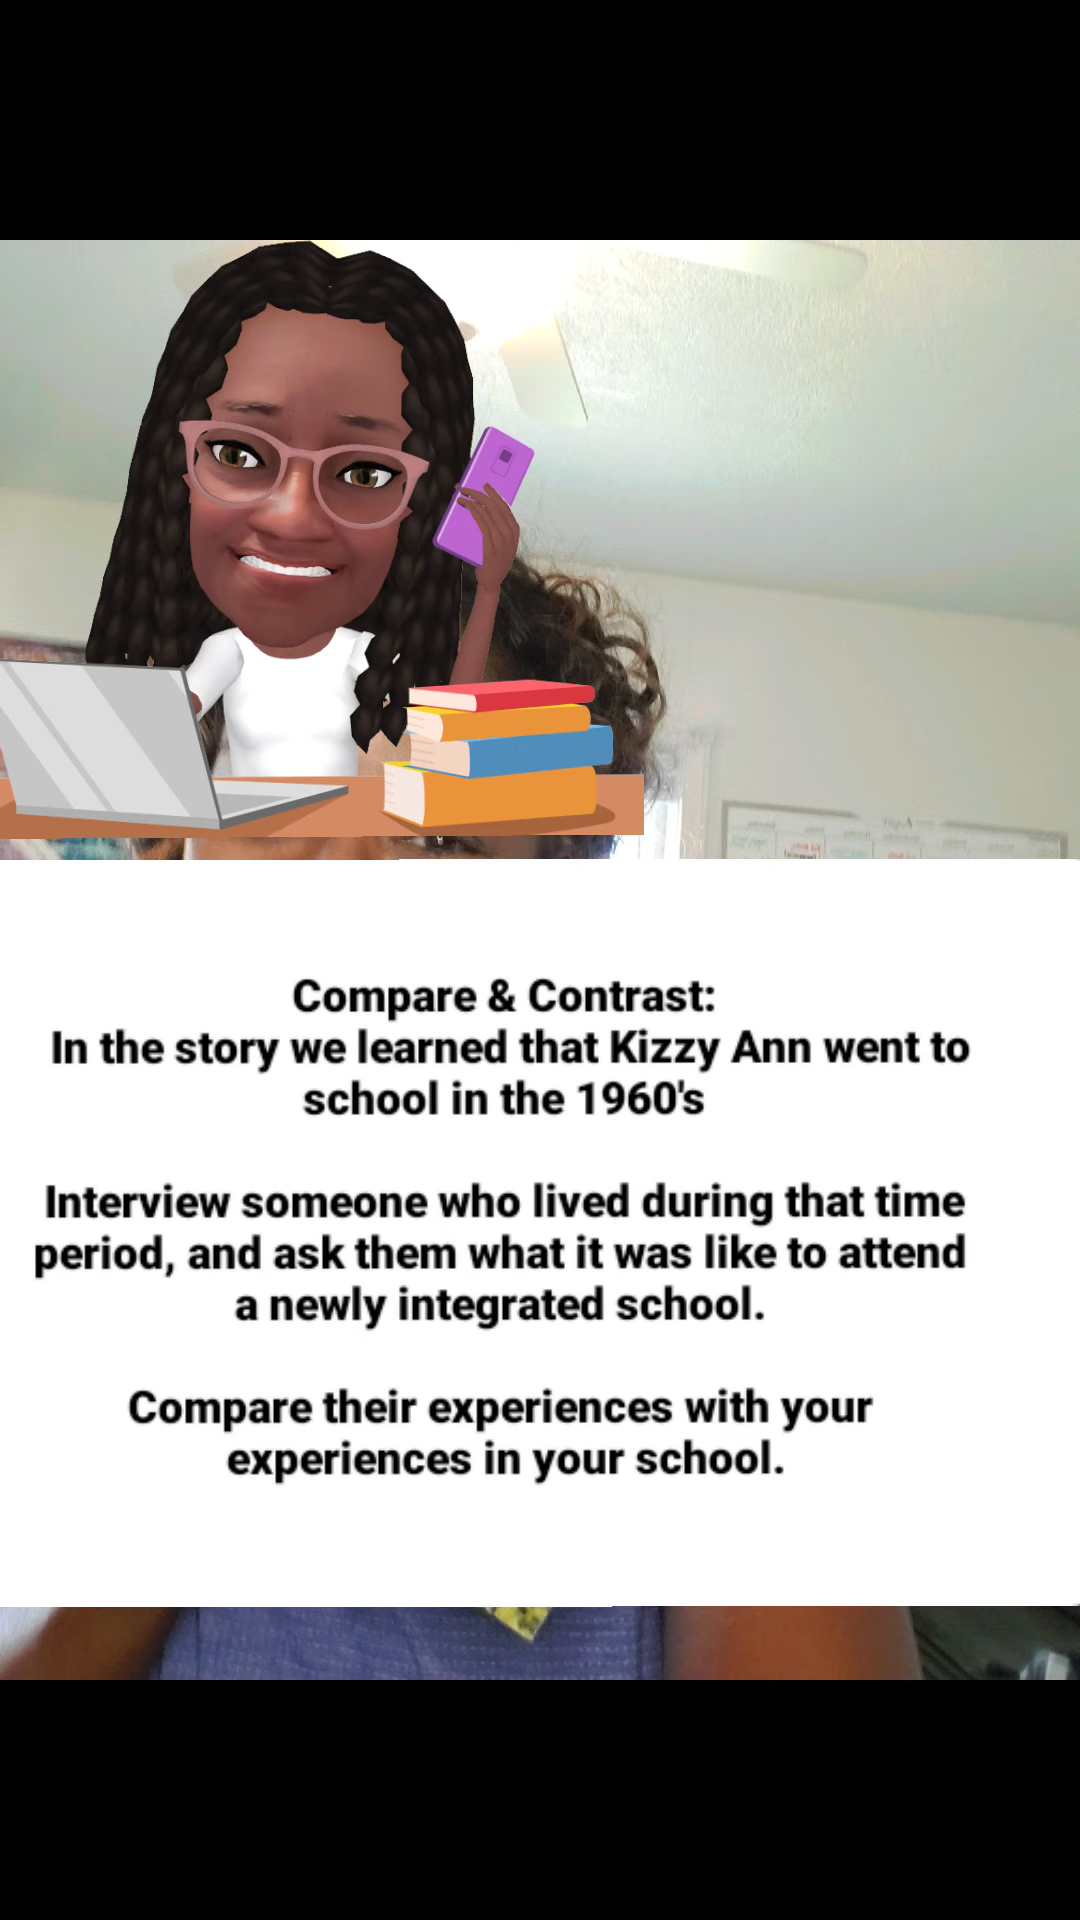 Compare & Contrast:
In the story we learned that Kizzy Ann went to
school in the 1960's
Interview someone who lived during that time
period, and ask them what it was like to attend
a newly integrated school.
Compare their experiences with your
experiences in your school.